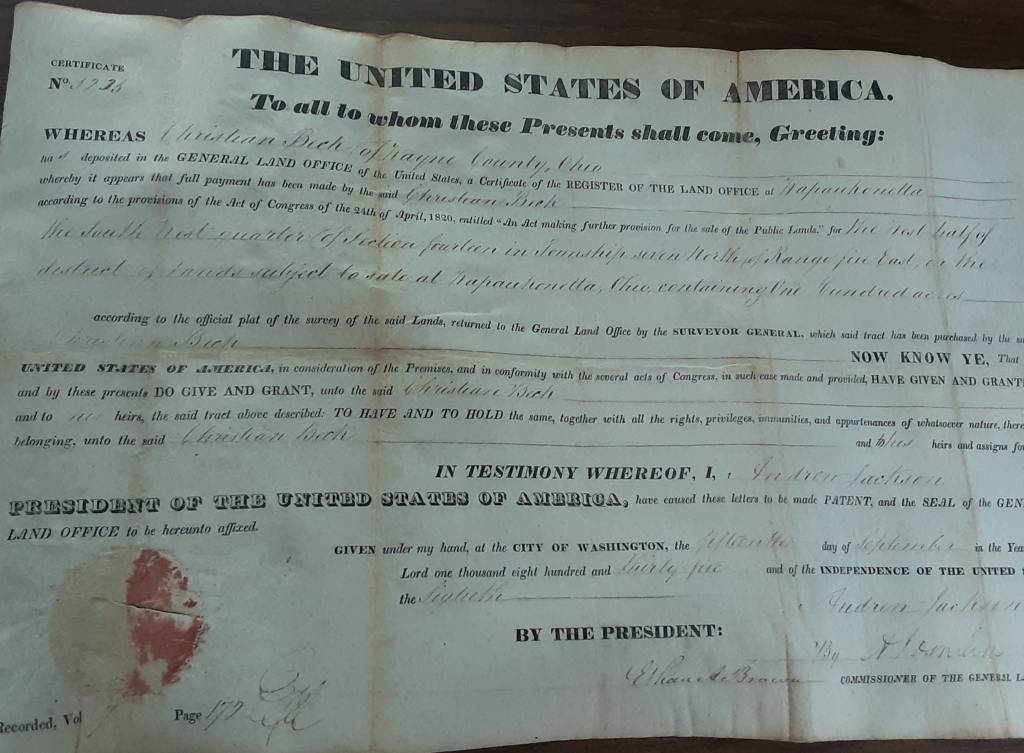 CERTIFICATE
No.
THE UNITED STATES OF AMERICA.
To all to whom these Presents shall come, Greeting:
WHEREAS Christian Bich of Wayne County, Ohio
ha s deposited in the GENERAL LAND OFFICE of the United States, a Certificate of the REGISTER OF THE LAND OFFICE at Wapaukonetta
whereby it appears that full payment has been made by the said Christian Bich
according to the provisions of the Act of Congress of the 24th of April, 1820, entitled "An Act making further provision for the sale of the Public Lands," for the West half of
the South West quarter of Section fourteen in Township seven North, of Range five East, in the
district of Lands subject to sale at Wapaukonetta, Ohio, containing One hundred acres
according to the official plat of the survey of the said Lands, returned to the General Land Office by the SURVEYOR GENERAL, which said tract has been purchased by the
Christian Bich
NOW KNOW YE, That
UNITED STATES OF AMERICA, in consideration of the Premises, and in conformity with the several acts of Congress, in such case made and provided, HAVE GIVEN AND GRANT
and by these presents DO GIVE AND GRANT, unto the said Christian Bich
and to his heirs, the said tract above described: TO HAVE AND TO HOLD the same, together with all the rights, privileges, immunities, and appurtenances of whatsoever nature, there
belonging, unto the said Christian Bich and to his heirs and assigns fo
IN TESTIMONY WHEREOF, I, Andrew Jackson
PRESIDENT OF THE UNITED STATES OF AMERICA, have caused these letters to be made PATENT, and the SEAL of the GEN
LAND OFFICE to be hereunto affixed.
GIVEN under my hand, at the CITY OF WASHINGTON, the fifteenth day of September in the Yea
Lord one thousand eight hundred and thirty five and of the INDEPENDENCE OF THE UNITED S
the Sixtieth
Andrew Jackson
BY THE PRESIDENT:
By
Ethan A. Brown COMMISSIONER OF THE GENERAL L
Recorded, Vol Page 172